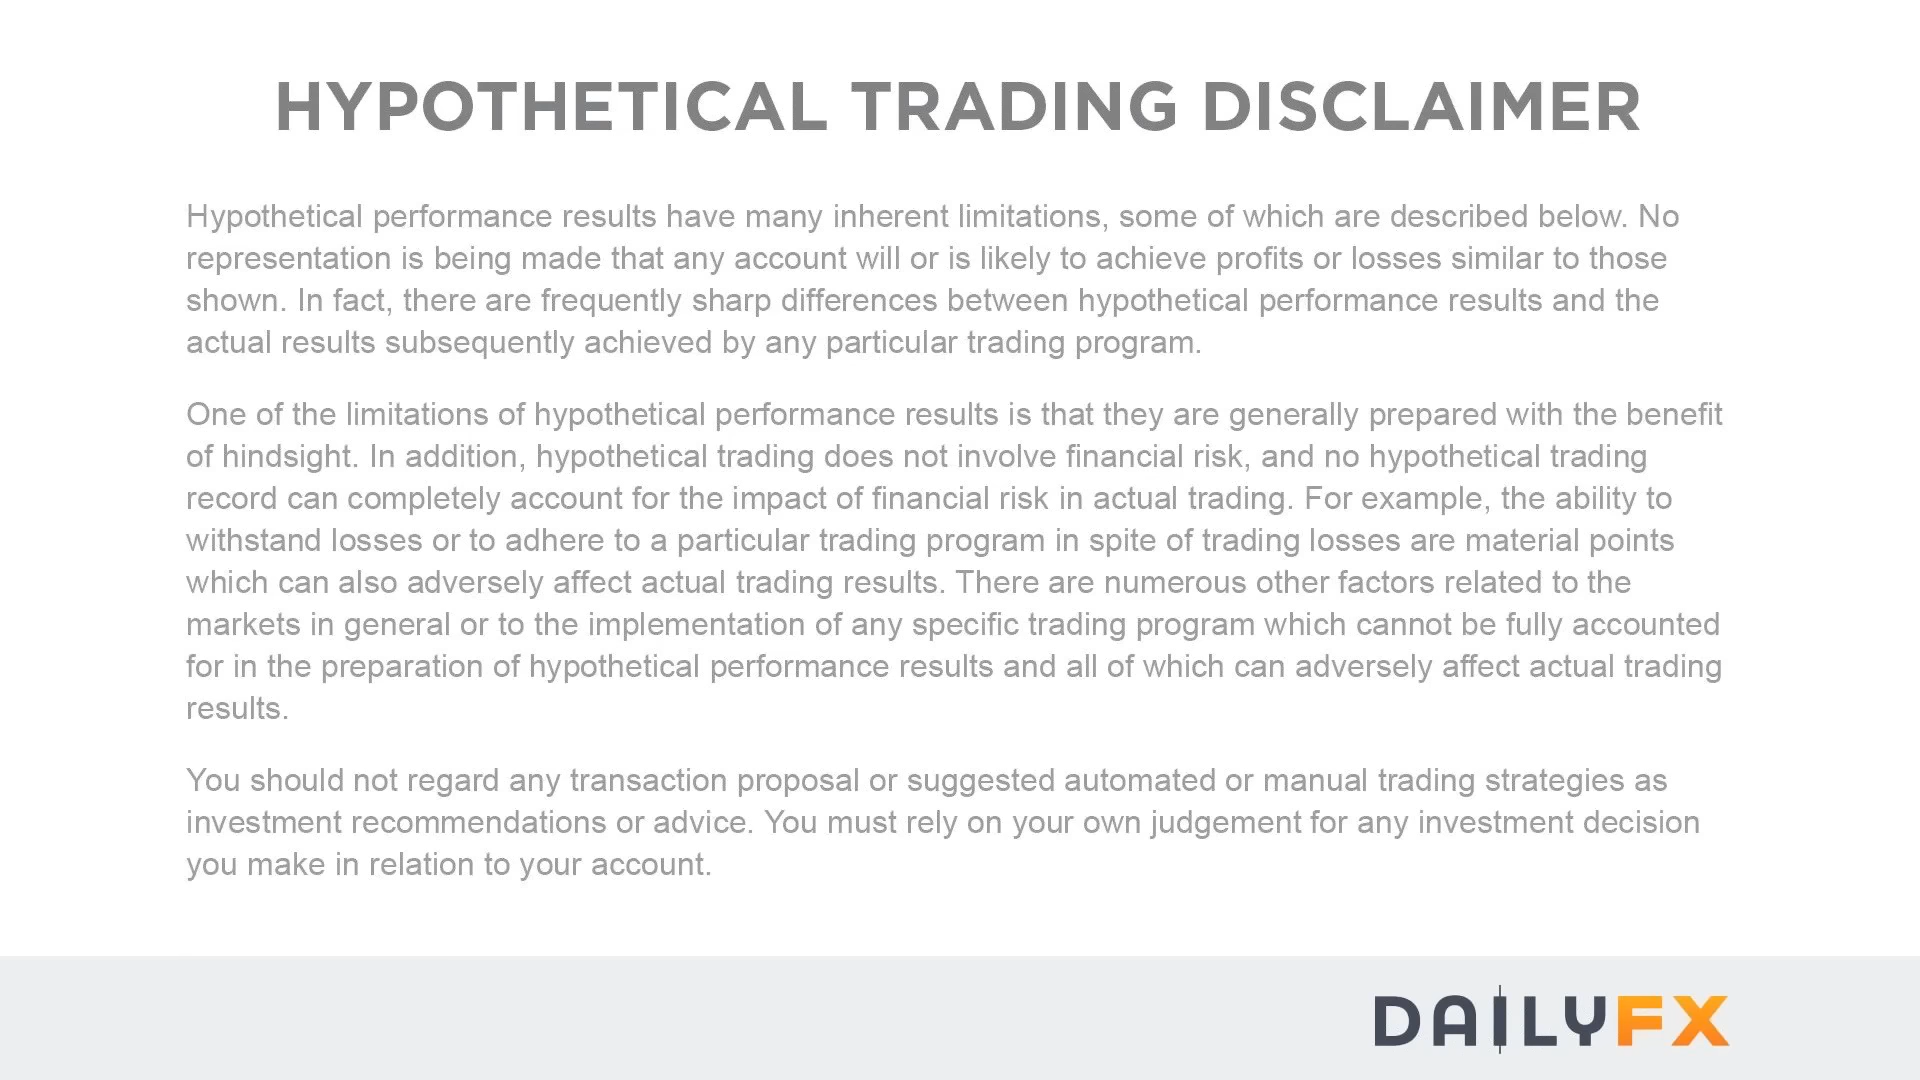 HYPOTHETICAL TRADING DISCLAIMER
Hypothetical performance results have many inherent limitations, some of which are described below. No
representation is being made that any account will or is likely to achieve profits or losses similar to those
shown. In fact, there are frequently sharp differences between hypothetical performance results and the
actual results subsequently achieved by any particular trading program.
One of the limitations of hypothetical performance results is that they are generally prepared with the benefit
of hindsight. In addition, hypothetical trading does not involve financial risk, and no hypothetical trading
record can completely account for the impact of financial risk in actual trading. For example, the ability to
withstand losses or to adhere to a particular trading program in spite of trading losses are material points
which can also adversely affect actual trading results. There are numerous other factors related to the
markets in general or to the implementation of any specific trading program which cannot be fully accounted
for in the preparation of hypothetical performance results and all of which can adversely affect actual trading
results.
You should not regard any transaction proposal or suggested automated or manual trading strategies as
investment recommendations or advice. You must rely on your own judgement for any investment decision
you make in relation to your account.
DAILYFX